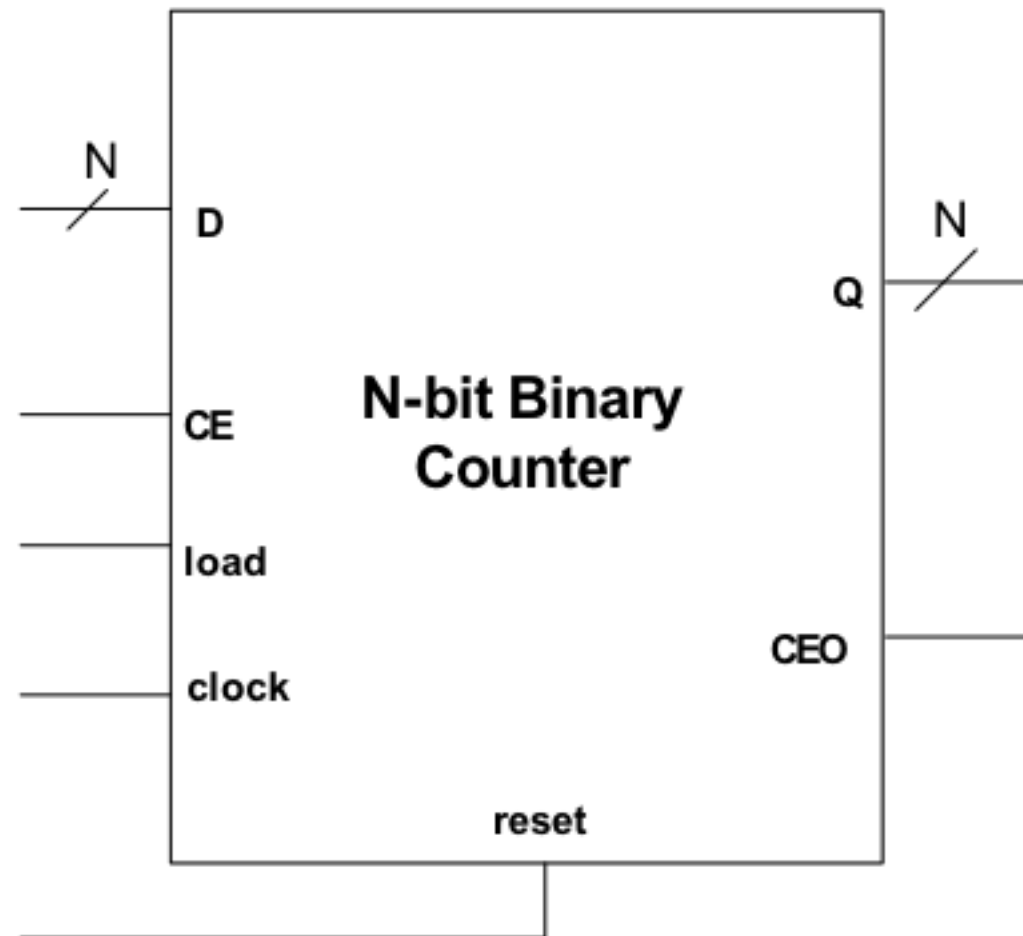 N
D
N
Q
N-bit Binary
Counter
CE
load
CEO
clock
reset